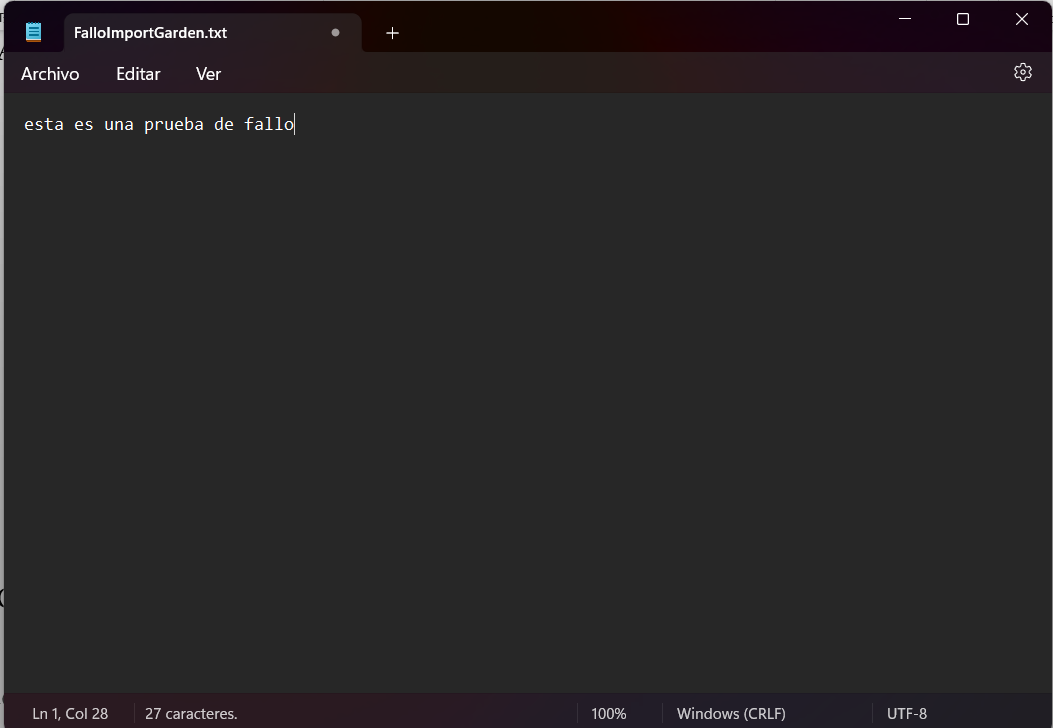 FalloImportGarden.txt
Archivo Editar Ver
esta es una prueba de fallo
Ln 1, Col 28 27 caracteres. 100% Windows (CRLF) UTF-8